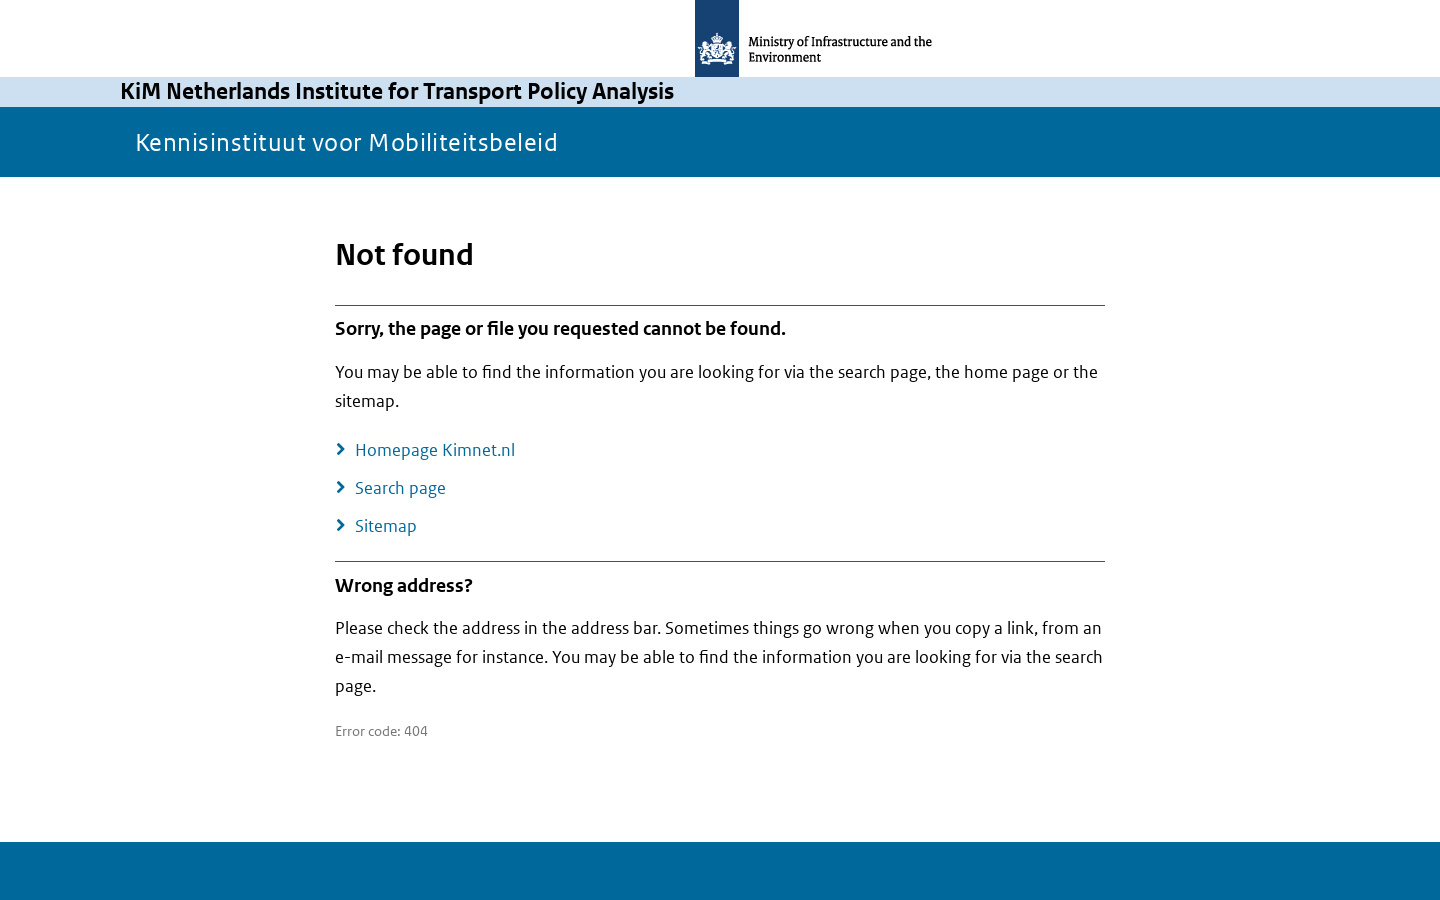 Ministry of Infrastructure and the
Environment
KiM Netherlands Institute for Transport Policy Analysis
Kennisinstituut voor Mobiliteitsbeleid
Not found
Sorry, the page or file you requested cannot be found.
You may be able to find the information you are looking for via the search page, the home page or the
sitemap.
Homepage Kimnet.nl
Search page
Sitemap
Wrong address?
Please check the address in the address bar. Sometimes things go wrong when you copy a link, from an
e-mail message for instance. You may be able to find the information you are looking for via the search
page.
Error code: 404